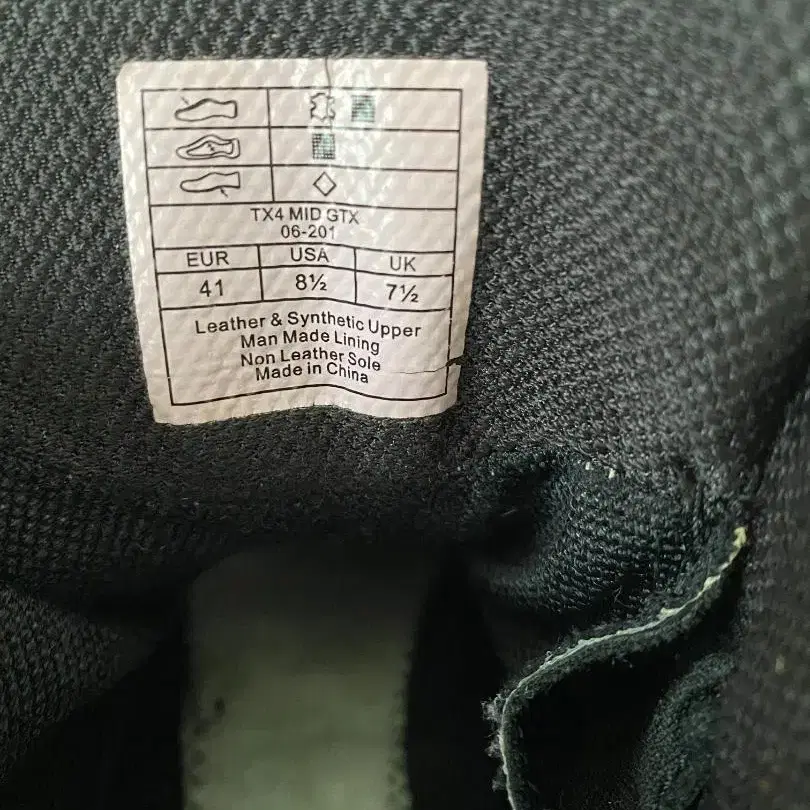 TX4 MID GTX
06-201
EUR USA UK
41 8½ 7½
Leather & Synthetic Upper
Man Made Lining
Non Leather Sole
Made in China